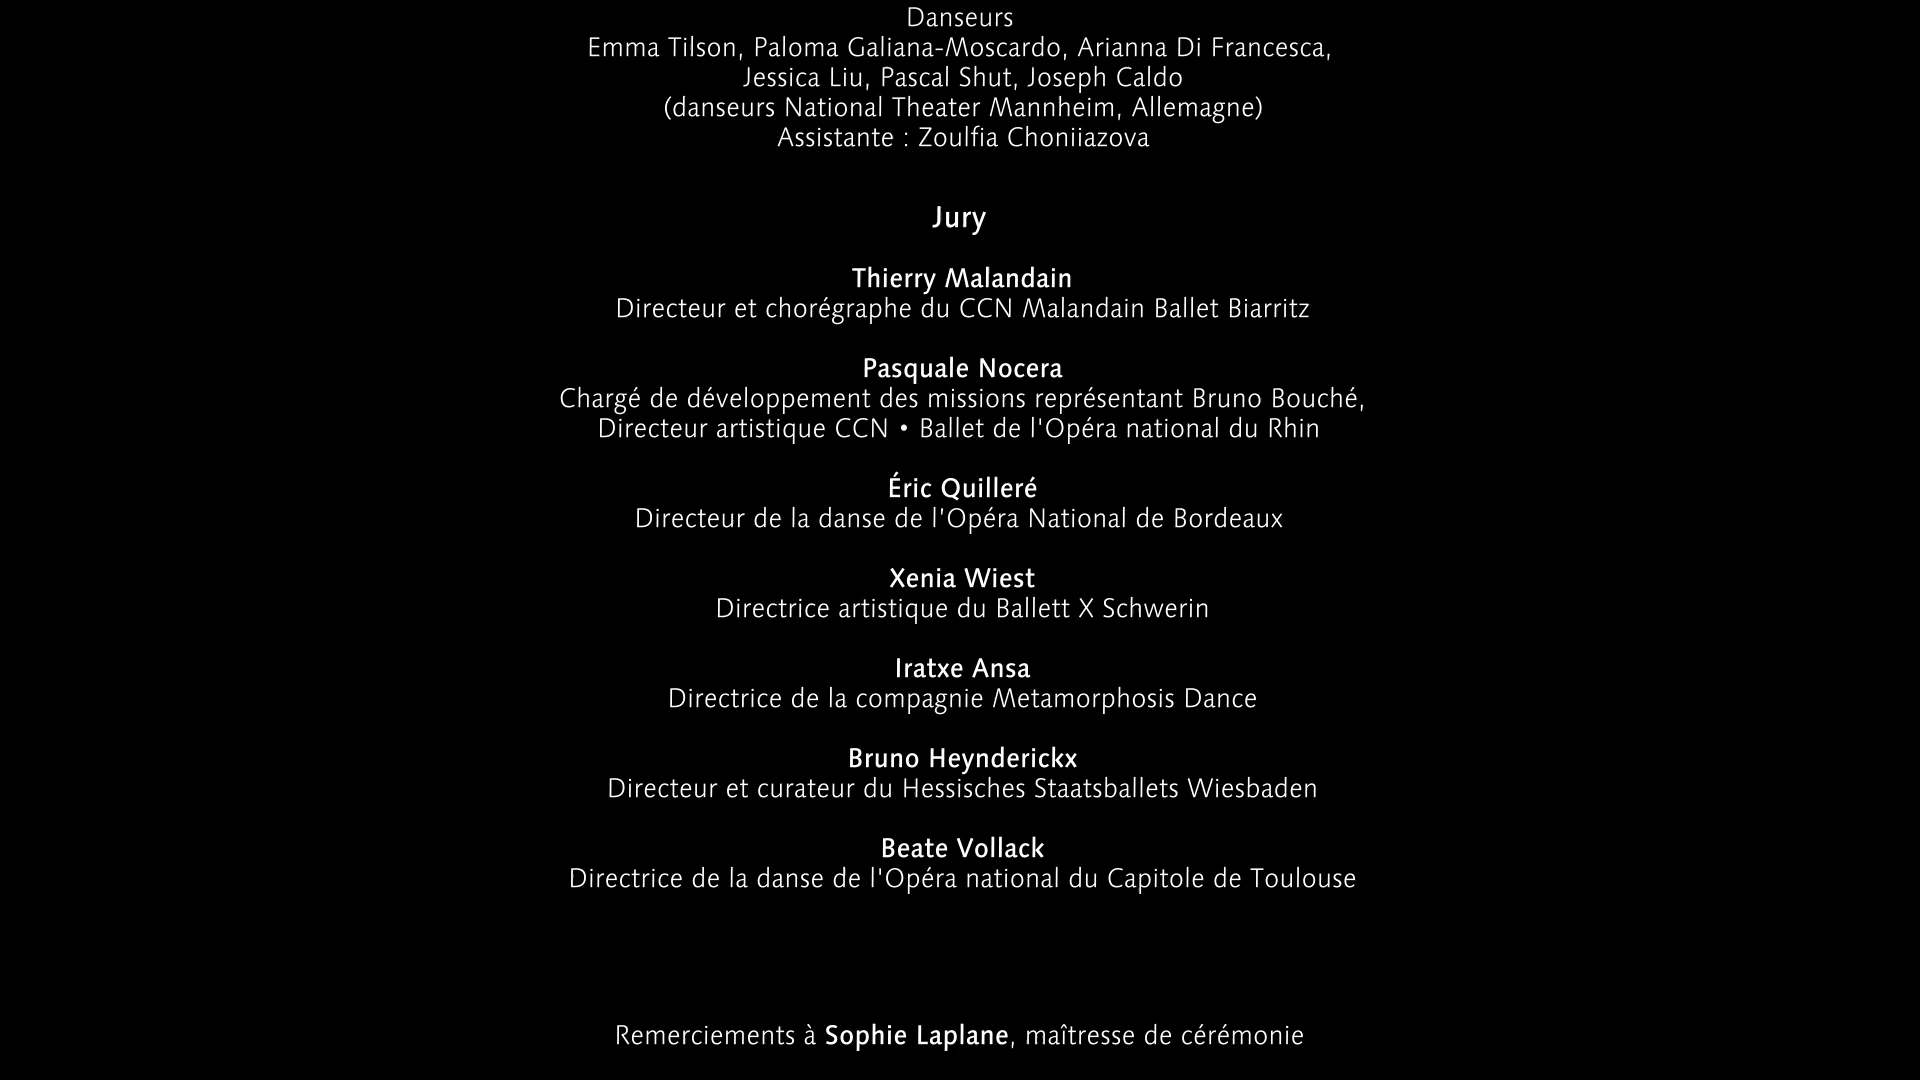 Danseurs
Emma Tilson, Paloma Galiana-Moscardo, Arianna Di Francesca,
Jessica Liu, Pascal Shut, Joseph Caldo
(danseurs National Theater Mannheim, Allemagne)
Assistante : Zoulfia Choniiazova
Jury
Thierry Malandain
Directeur et chorégraphe du CCN Malandain Ballet Biarritz
Pasquale Nocera
Chargé de développement des missions représentant Bruno Bouché,
Directeur artistique CCN • Ballet de l'Opéra national du Rhin
Éric Quilleré
Directeur de la danse de l'Opéra National de Bordeaux
Xenia Wiest
Directrice artistique du Ballett X Schwerin
Iratxe Ansa
Directrice de la compagnie Metamorphosis Dance
Bruno Heynderickx
Directeur et curateur du Hessisches Staatsballets Wiesbaden
Beate Vollack
Directrice de la danse de l'Opéra national du Capitole de Toulouse
Remerciements à Sophie Laplane, maîtresse de cérémonie